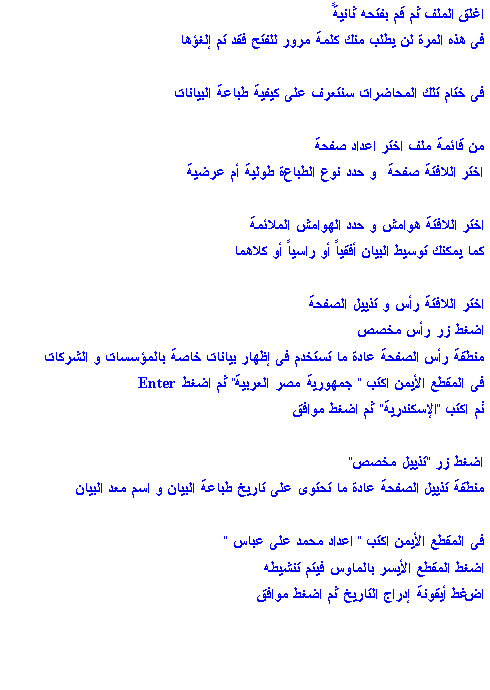 اغلق الملف ثم قم بفتحه ثانيةً
فى هذه المرة لن يطلب منك كلمة مرور للفتح فقد تم إلغؤها
فى ختام تلك المحاضرات سنتعرف على كيفية طباعة البيانات
من قائمة ملف اختر اعداد صفحة
اختر اللافتة صفحة و حدد نوع الطباعة طولية أم عرضية
اختر اللافتة هوامش و حدد الهوامش الملائمة
كما يمكنك توسيط البيان أفقياً أو راسياً أو كلاهما
اختر اللافتة رأس و تذييل الصفحة
اضغط زر رأس مخصص
منطقة رأس الصفحة عادة ما تستخدم فى إظهار بيانات خاصة بالمؤسسات و الشركات
فى المقطع الأيمن اكتب " جمهورية مصر العربية" ثم اضغط Enter
ثم اكتب "الإسكندرية" ثم اضغط موافق
اضغط زر "تذييل مخصص"
منطقة تذييل الصفحة عادة ما تحتوى على تاريخ طباعة البيان و اسم معد البيان
فى المقطع الأيمن اكتب " اعداد محمد على عباس "
اضغط المقطع الأيسر بالماوس فيتم تنشيطه
اضغط أيقونة إدراج التاريخ ثم اضغط موافق